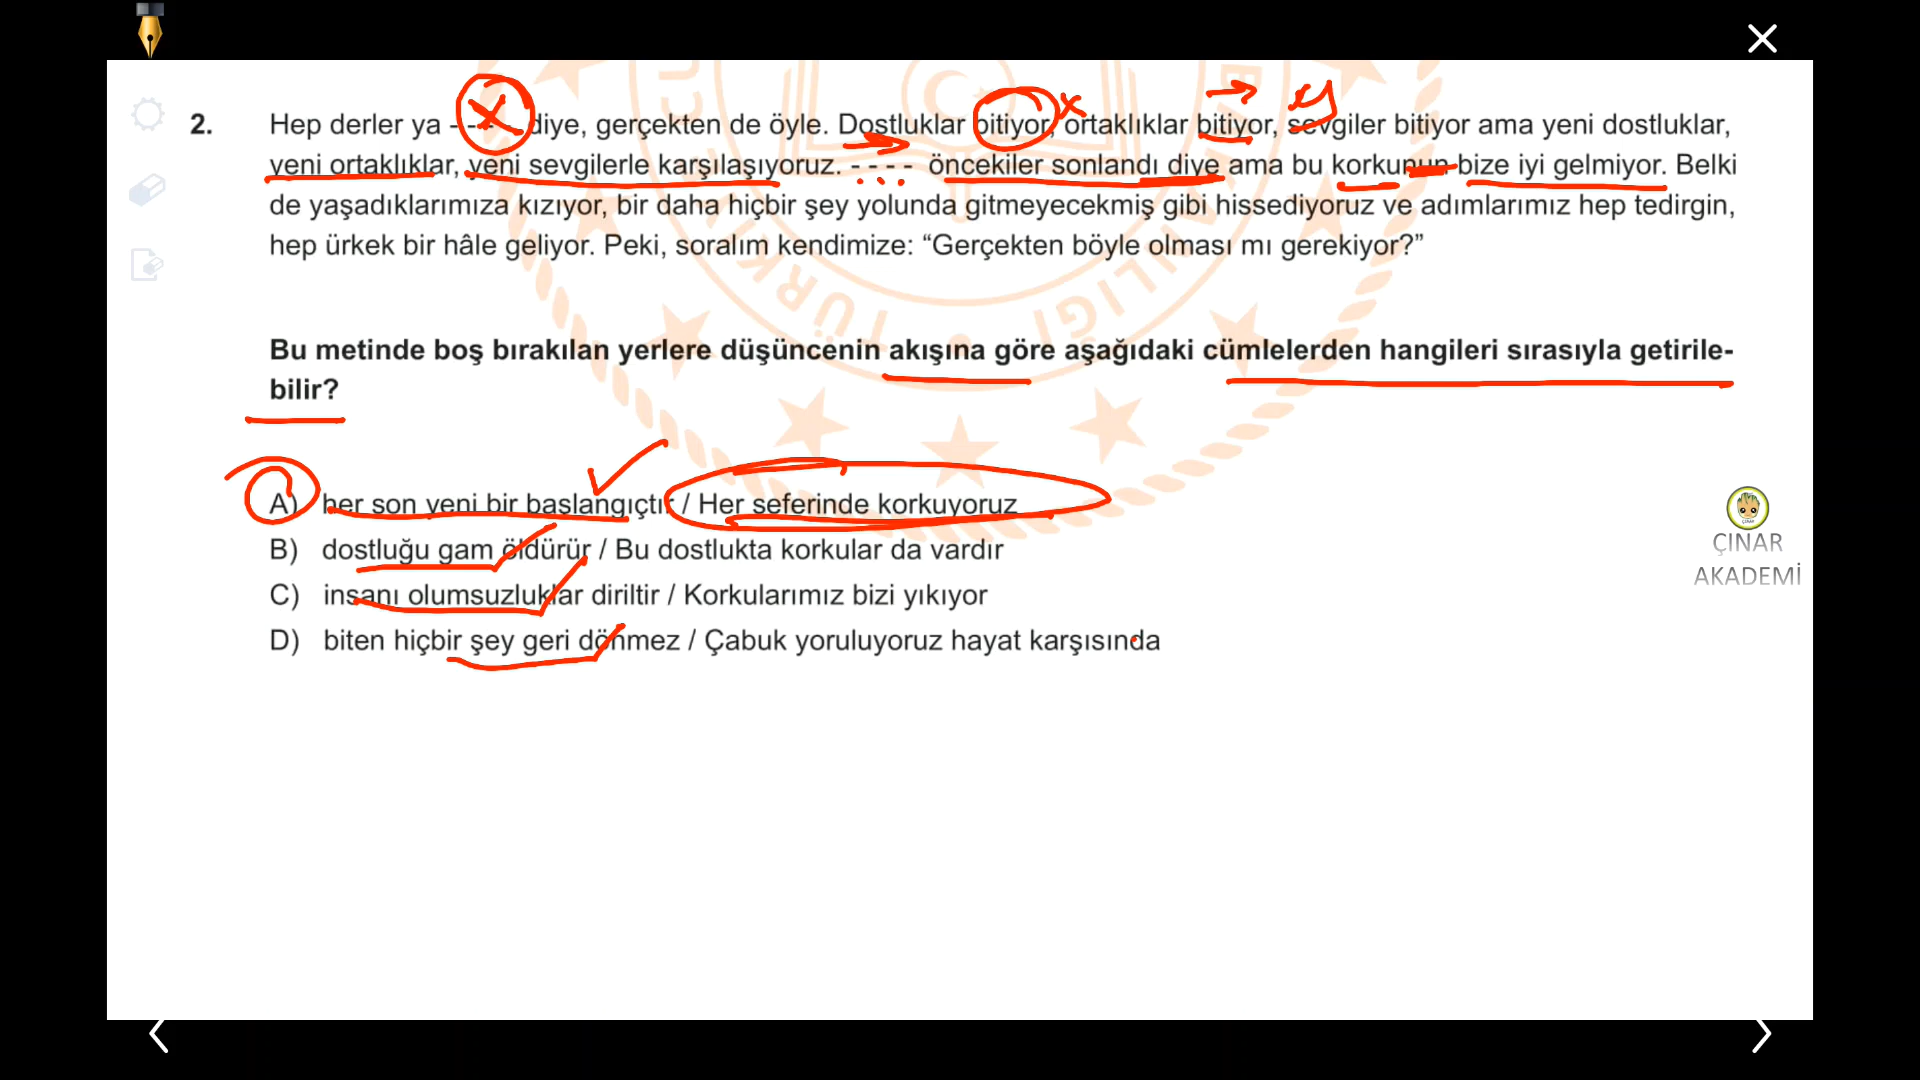 2. Hep derler ya - - - - diye, gerçekten de öyle. Dostluklar bitiyor, ortaklıklar bitiyor, sevgiler bitiyor ama yeni dostluklar,
yeni ortaklıklar, yeni sevgilerle karşılaşıyoruz. - - - - öncekiler sonlandı diye ama bu korkunun bize iyi gelmiyor. Belki
de yaşadıklarımıza kızıyor, bir daha hiçbir şey yolunda gitmeyecekmiş gibi hissediyoruz ve adımlarımız hep tedirgin,
hep ürkek bir hâle geliyor. Peki, soralım kendimize: “Gerçekten böyle olması mı gerekiyor?”
Bu metinde boş bırakılan yerlere düşüncenin akışına göre aşağıdaki cümlelerden hangileri sırasıyla getirile-
bilir?
A) her son yeni bir başlangıçtır / Her seferinde korkuyoruz
B) dostluğu gam öldürür / Bu dostlukta korkular da vardır
C) insanı olumsuzluklar diriltir / Korkularımız bizi yıkıyor
D) biten hiçbir şey geri dönmez / Çabuk yoruluyoruz hayat karşısında
ÇINAR
AKADEMİ